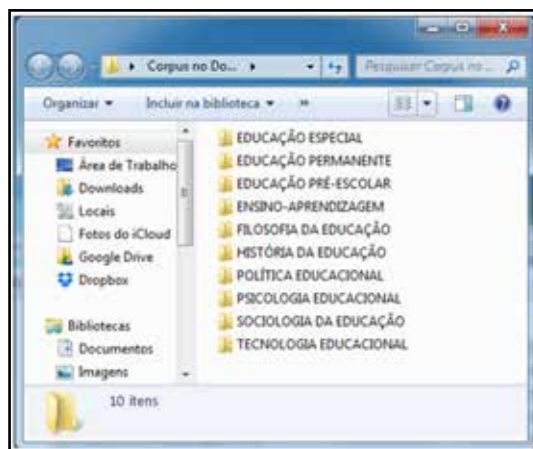 Corpus no Do...
Pesquisar Corpus no ...
Organizar
Incluir na biblioteca
»
Favoritos
Área de Trabalho
Downloads
Locais
Fotos do iCloud
Google Drive
Dropbox
Bibliotecas
Documentos
Imagens
EDUCAÇÃO ESPECIAL
EDUCAÇÃO PERMANENTE
EDUCAÇÃO PRÉ-ESCOLAR
ENSINO-APRENDIZAGEM
FILOSOFIA DA EDUCAÇÃO
HISTÓRIA DA EDUCAÇÃO
POLÍTICA EDUCACIONAL
PSICOLOGIA EDUCACIONAL
SOCIOLOGIA DA EDUCAÇÃO
TECNOLOGIA EDUCACIONAL
10 itens